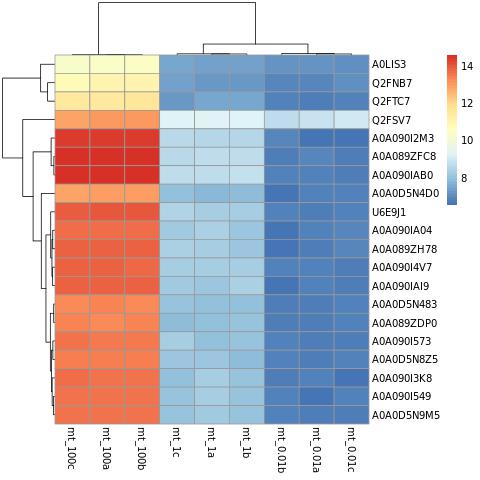 A0LIS3
Q2FNB7
Q2FTC7
Q2FSV7
A0A090I2M3
A0A089ZFC8
A0A090IAB0
A0A0D5N4D0
U6E9J1
A0A090IA04
A0A089ZH78
A0A090I4V7
A0A090IAI9
A0A0D5N483
A0A089ZDP0
A0A090I573
A0A0D5N8Z5
A0A090I3K8
A0A090I549
A0A0D5N9M5
14
12
10
8
mt_100c
mt_100a
mt_100b
mt_1c
mt_1a
mt_1b
mt_0.01b
mt_0.01a
mt_0.01c